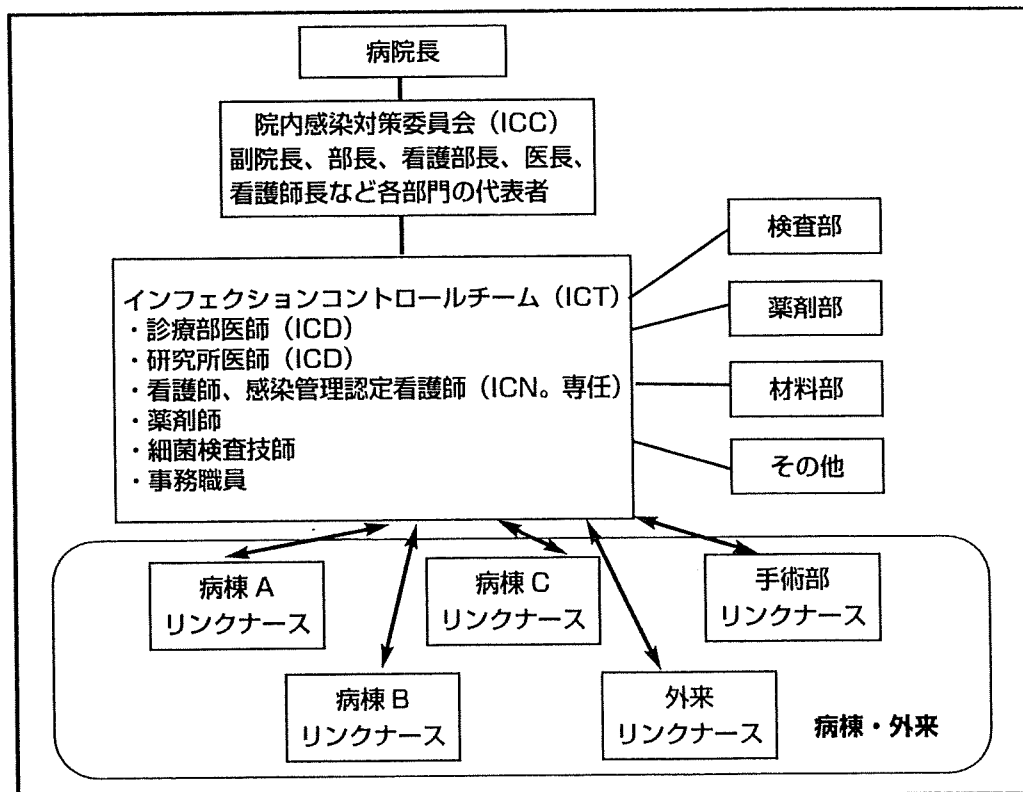 病院長
院内感染対策委員会（ICC）
副院長、部長、看護部長、医長、
看護師長など各部門の代表者
インフェクションコントロールチーム（ICT）
・診療部医師（ICD）
・研究所医師（ICD）
・看護師、感染管理認定看護師（ICN。専任）
・薬剤師
・細菌検査技師
・事務職員
検査部
薬剤部
材料部
その他
病棟 A
リンクナース
病棟 C
リンクナース
手術部
リンクナース
病棟 B
リンクナース
外来
リンクナース
病棟・外来